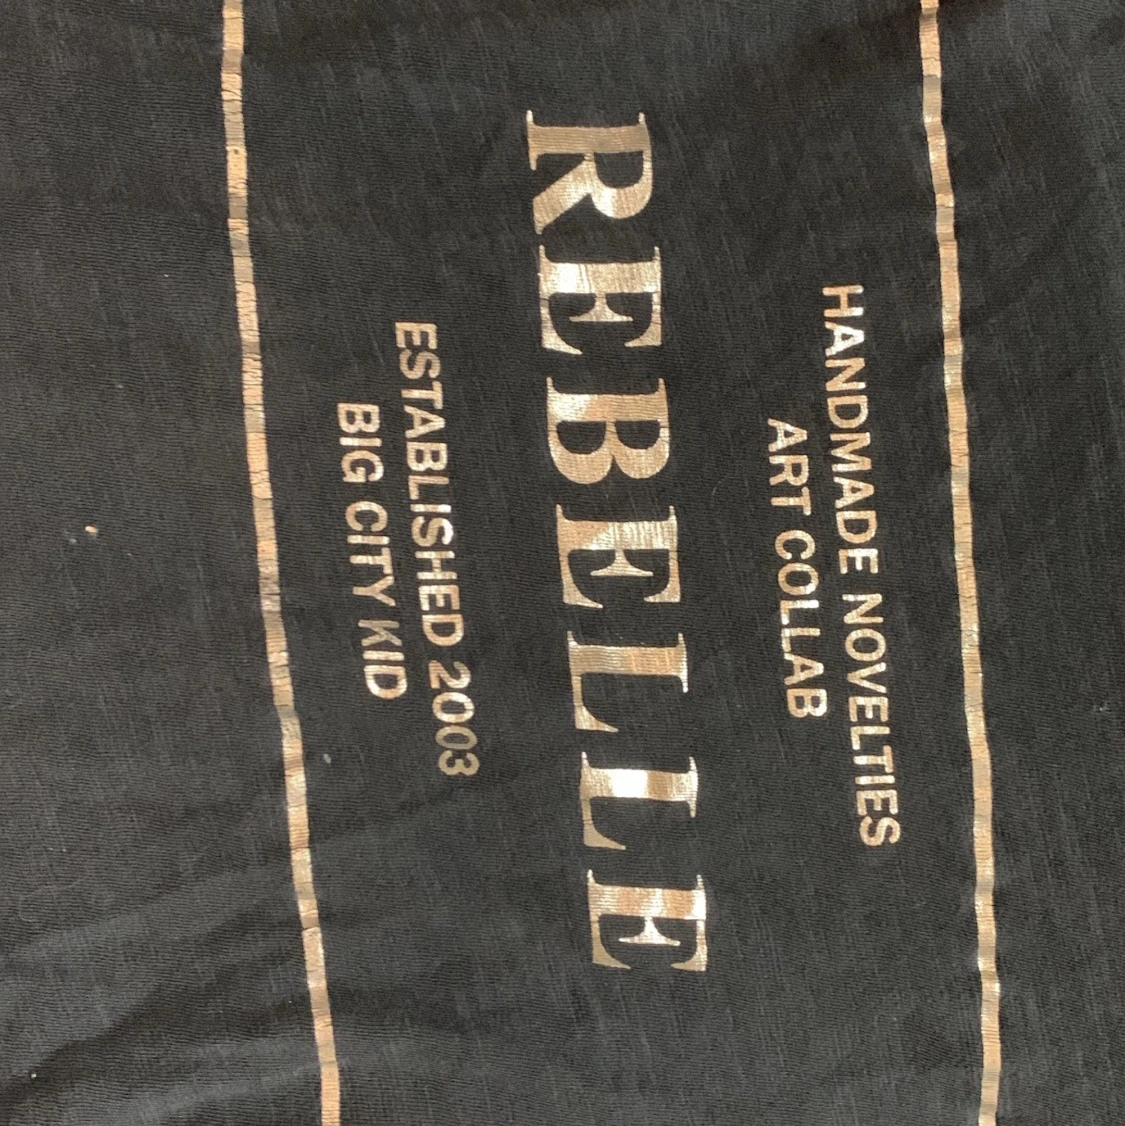 HANDMADE NOVELTIES
ART COLLAB
REBELLE
ESTABLISHED 2003
BIG CITY KID